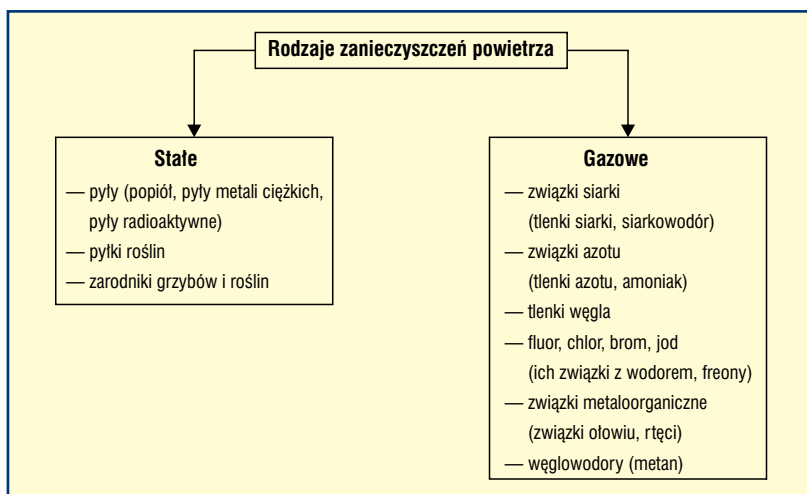 Rodzaje zanieczyszczeń powietrza
Stałe
— pyły (popiół, pyły metali ciężkich,
pyły radioaktywne)
— pyłki roślin
— zarodniki grzybów i roślin
Gazowe
— związki siarki
(tlenki siarki, siarkowodór)
— związki azotu
(tlenki azotu, amoniak)
— tlenki węgla
— fluor, chlor, brom, jod
(ich związki z wodorem, freony)
— związki metaloorganiczne
(związki ołowiu, rtęci)
— węglowodory (metan)